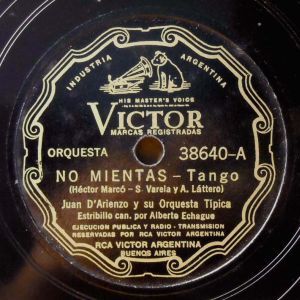 INDUSTRIA ARGENTINA
HIS MASTER'S VOICE
VICTOR
MARCAS REGISTRADAS
ORQUESTA 38640-A
NO MIENTAS - Tango
(Héctor Marcó - S. Varela y A. Láttero)
Juan D'Arienzo y su Orquesta Típica
Estribillo can. por Alberto Echague
EJECUCION PUBLICA Y RADIO - TRANSMISION
RESERVADAS POR RCA VICTOR ARGENTINA
RCA VICTOR ARGENTINA
BUENOS AIRES